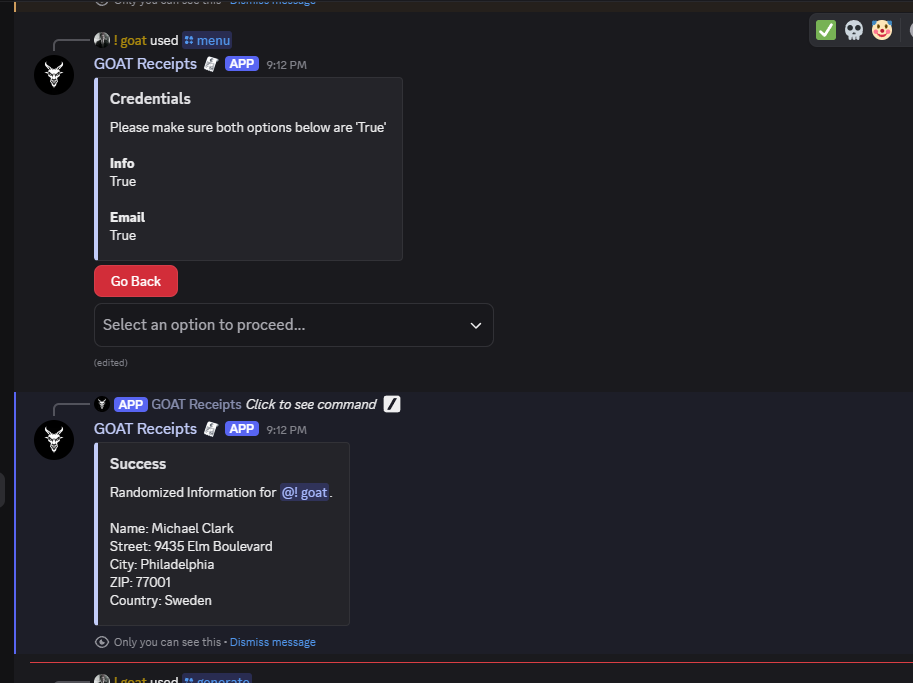 Only you can see this • Dismiss message
! goat used menu
GOAT Receipts APP 9:12 PM
Credentials
Please make sure both options below are 'True'
Info
True
Email
True
Go Back
Select an option to proceed...
(edited)
APP GOAT Receipts Click to see command
GOAT Receipts APP 9:12 PM
Success
Randomized Information for @! goat.
Name: Michael Clark
Street: 9435 Elm Boulevard
City: Philadelphia
ZIP: 77001
Country: Sweden
Only you can see this • Dismiss message
! goat used generate